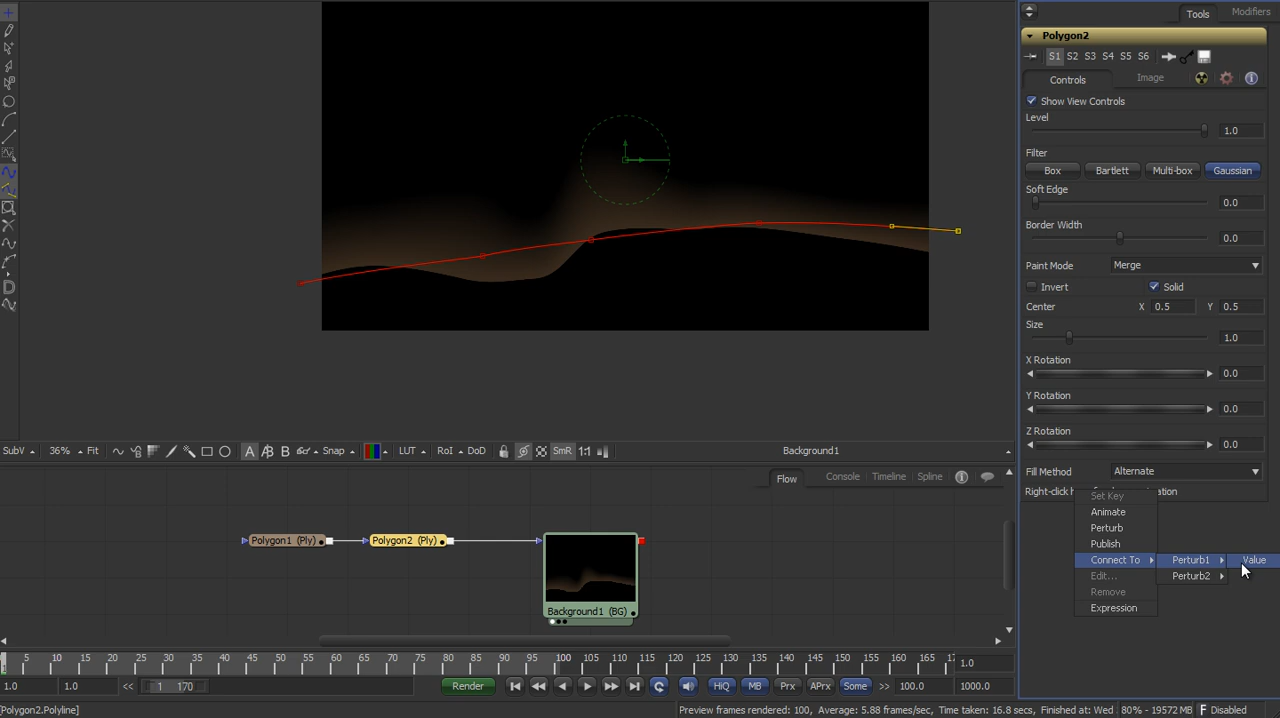 Tools Modifiers
Polygon2
S1 S2 S3 S4 S5 S6
Controls Image
Show View Controls
Level
1.0
Filter
Box Bartlett Multi-box Gaussian
Soft Edge
0.0
Border Width
0.0
Paint Mode Merge
Invert Solid
Center X 0.5 Y 0.5
Size
1.0
X Rotation
0.0
Y Rotation
0.0
Z Rotation
0.0
Fill Method Alternate
Right-click
Set Key
Animate
Perturb
Publish
Connect To Perturb1 Value
Edit... Perturb2
Remove
Expression
SubV 36% Fit A B Snap LUT RoI DoD SmR 1:1 Background1
Flow Console Timeline Spline
Polygon1 (Ply) Polygon2 (Ply)
Background1 (BG)
5 10 15 20 25 30 35 40 45 50 55 60 65 70 75 80 85 90 95 100 105 110 115 120 125 130 135 140 145 150 155 160 165 17 1.0
1.0 1.0 << 1 170 Render HiQ MB Prx APrx Some >> 100.0 1000.0
[Polygon2.Polyline] Preview frames rendered: 100, Average: 5.88 frames/sec, Time taken: 16.8 secs, Finished at: Wed 80% - 19572 MB F Disabled